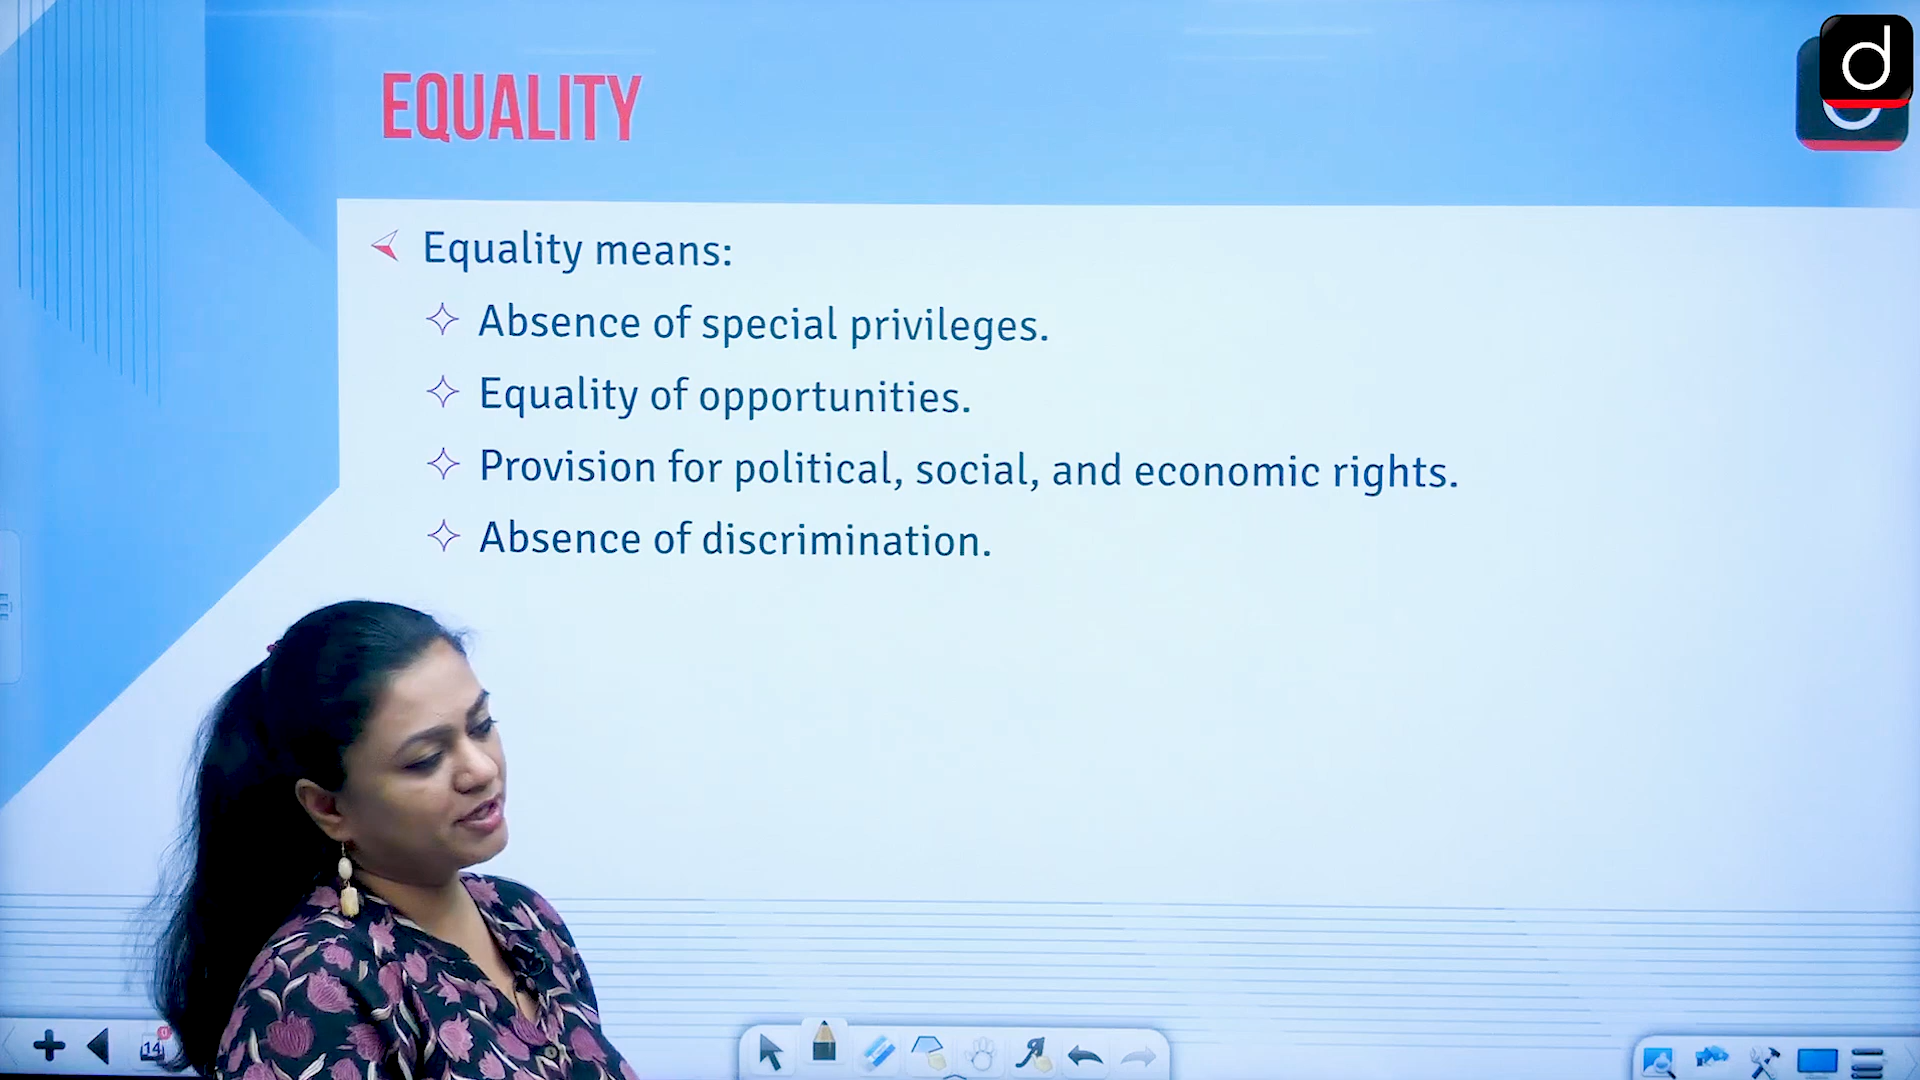 d
EQUALITY
Equality means:
Absence of special privileges.
Equality of opportunities.
Provision for political, social, and economic rights.
Absence of discrimination.
14